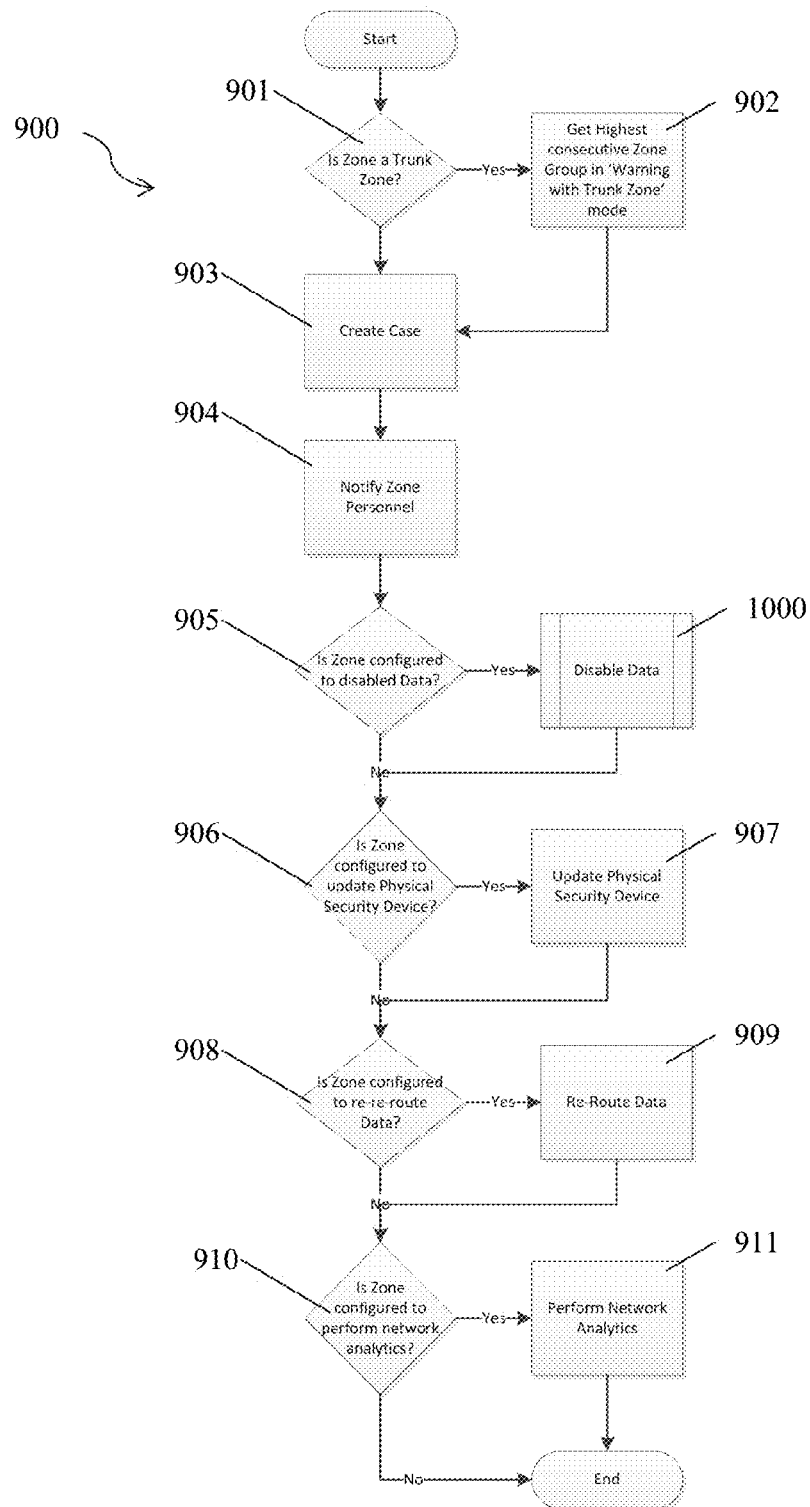 Start
901
902
900
Is Zone a Trunk
Zone?
Yes
Get Highest
consecutive Zone
Group in 'Warning
with Trunk Zone'
mode
903
Create Case
904
Notify Zone
Personnel
905
1000
Is Zone configured
to disabled Data?
Yes
Disable Data
No
906
907
Is Zone
configured to
update Physical
Security Device?
Yes
Update Physical
Security Device
No
908
909
Is Zone configured
to re-re-route
Data?
Yes
Re-Route Data
No
910
911
Is Zone
configured to
perform network
analytics?
Yes
Perform Network
Analytics
No
End